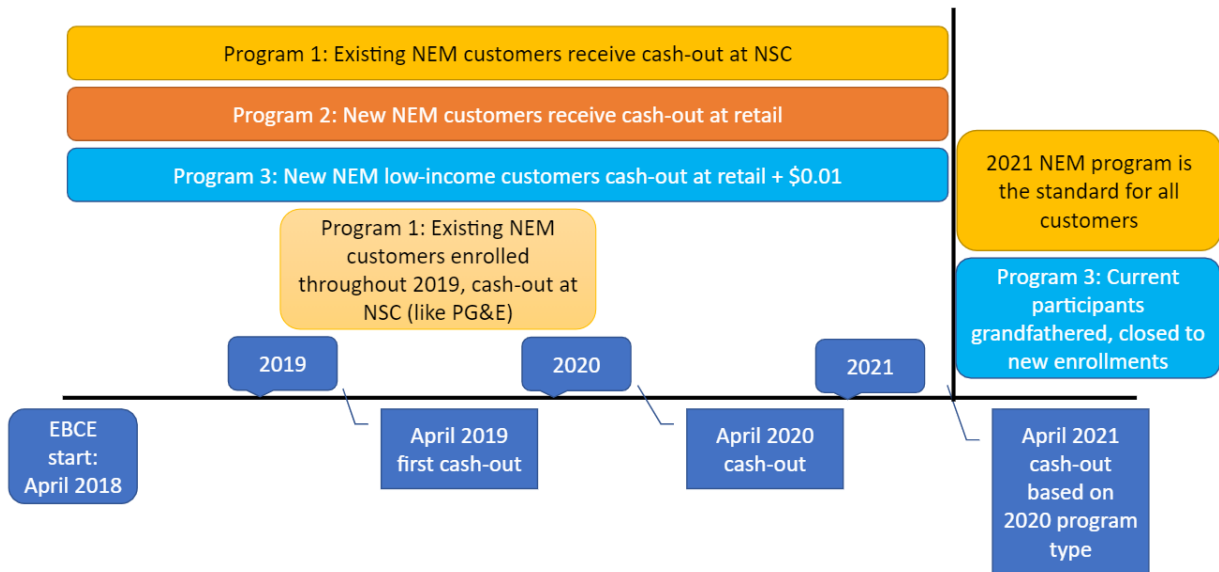 Program 1: Existing NEM customers receive cash-out at NSC
Program 2: New NEM customers receive cash-out at retail
Program 3: New NEM low-income customers cash-out at retail + $0.01
2021 NEM program is
the standard for all
customers
Program 1: Existing NEM
customers enrolled
throughout 2019, cash-out at
NSC (like PG&E)
Program 3: Current
participants
grandfathered, closed to
new enrollments
2019
2020
2021
EBCE
start:
April 2018
April 2019
first cash-out
April 2020
cash-out
April 2021
cash-out
based on
2020 program
type